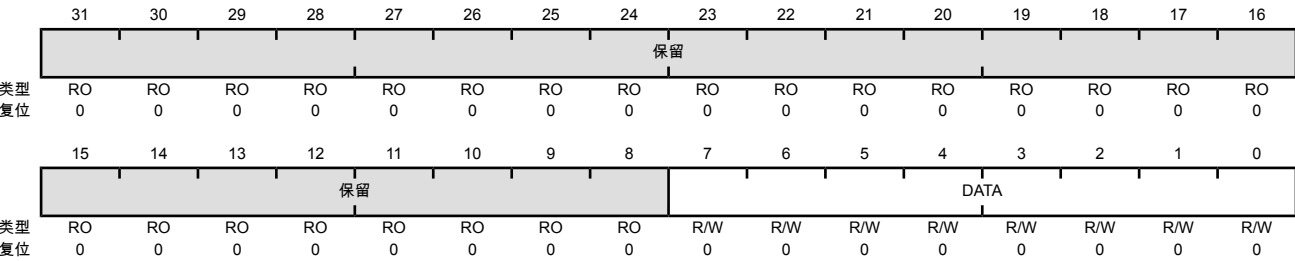 31 30 29 28 27 26 25 24 23 22 21 20 19 18 17 16
保留
类型 RO RO RO RO RO RO RO RO RO RO RO RO RO RO RO RO
复位 0 0 0 0 0 0 0 0 0 0 0 0 0 0 0 0
15 14 13 12 11 10 9 8 7 6 5 4 3 2 1 0
保留 DATA
类型 RO RO RO RO RO RO RO RO R/W R/W R/W R/W R/W R/W R/W R/W
复位 0 0 0 0 0 0 0 0 0 0 0 0 0 0 0 0